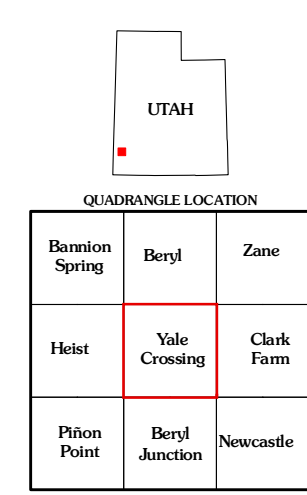 UTAH
QUADRANGLE LOCATION
Bannion
Spring
Beryl
Zane
Heist
Yale
Crossing
Clark
Farm
Piñon
Point
Beryl
Junction
Newcastle